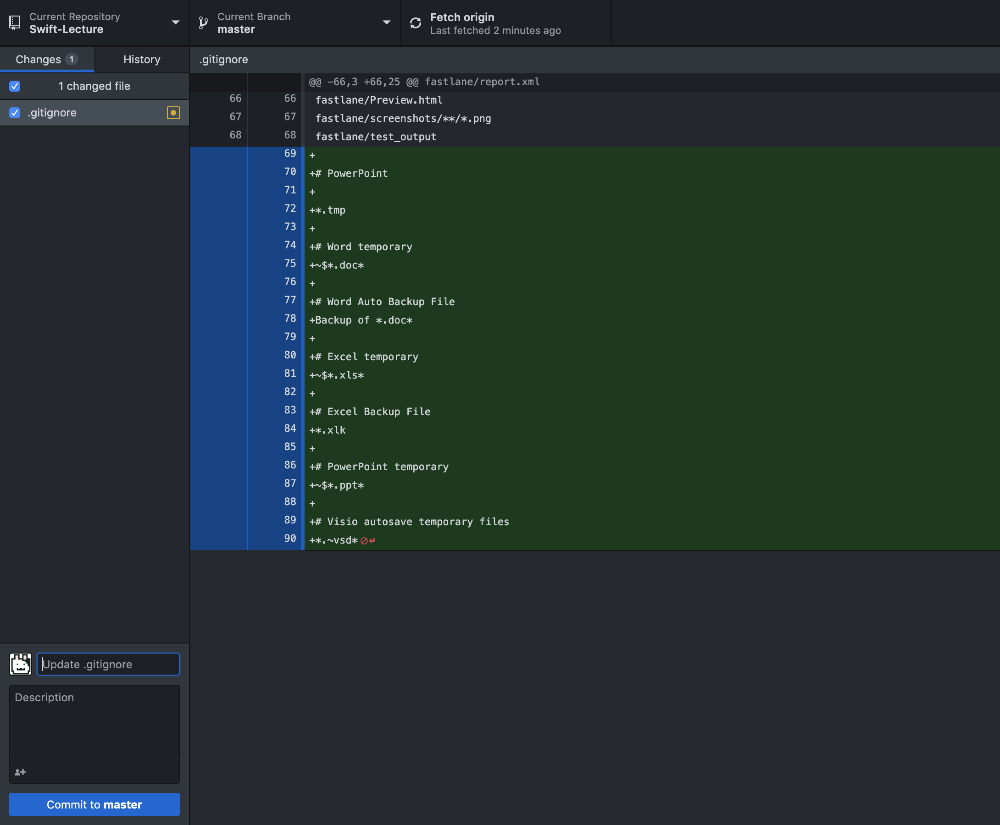 Current Repository
Swift-Lecture
Current Branch
master
Fetch origin
Last fetched 2 minutes ago
Changes 1
History
.gitignore
1 changed file
.gitignore
@@ -66,3 +66,25 @@ fastlane/report.xml
66 66 fastlane/Preview.html
67 67 fastlane/screenshots/**/*.png
68 68 fastlane/test_output
69 +
70 +# PowerPoint
71 +
72 +*.tmp
73 +
74 +# Word temporary
75 +~$*.doc*
76 +
77 +# Word Auto Backup File
78 +Backup of *.doc*
79 +
80 +# Excel temporary
81 +~$*.xls*
82 +
83 +# Excel Backup File
84 +*.xlk
85 +
86 +# PowerPoint temporary
87 +~$*.ppt*
88 +
89 +# Visio autosave temporary files
90 +*.~vsd*
Update .gitignore
Description
Commit to master